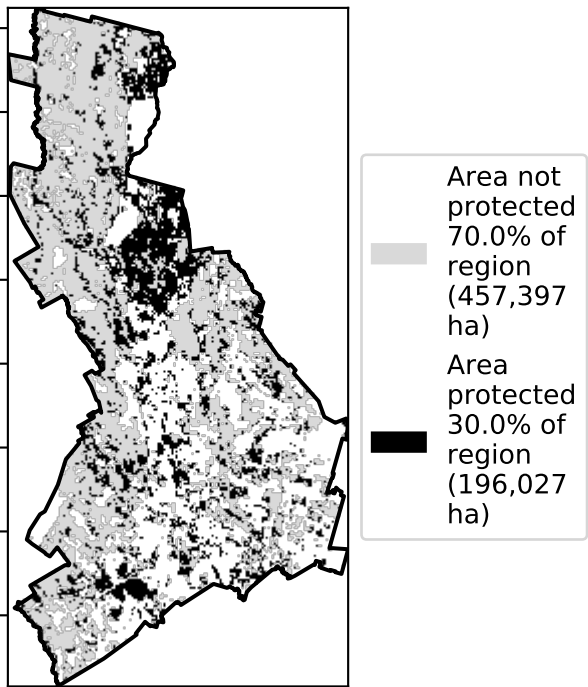 Area not
protected
70.0% of
region
(457,397
ha)
Area
protected
30.0% of
region
(196,027
ha)